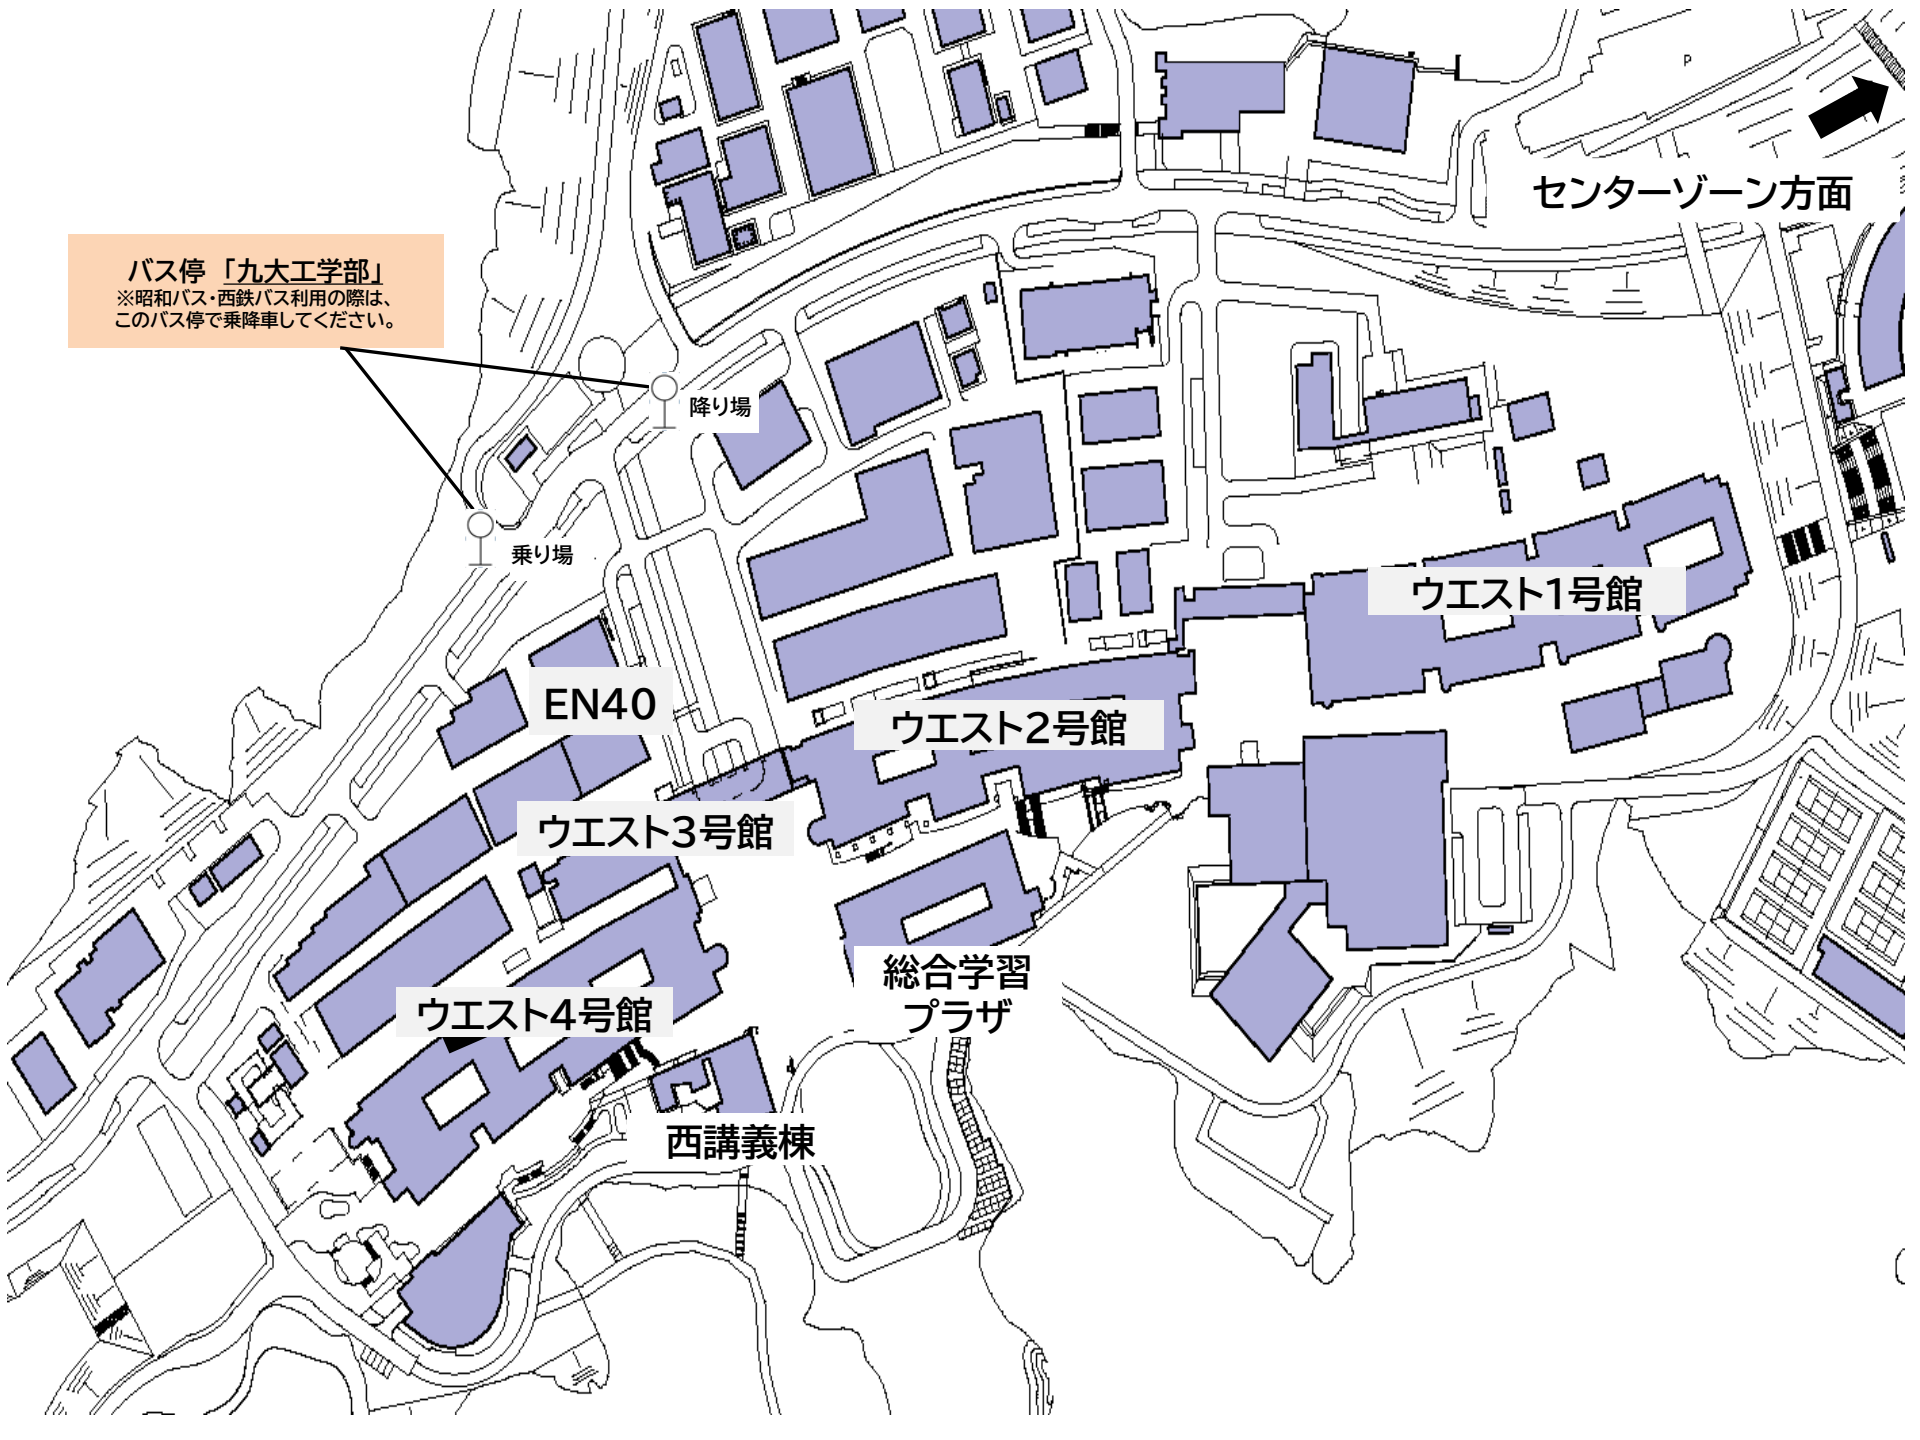 センターゾーン方面
バス停 「九大工学部」
※昭和バス・西鉄バス利用の際は、
このバス停で乗降車してください。
降り場
乗り場
ウエスト1号館
EN40
ウエスト2号館
ウエスト3号館
総合学習
プラザ
ウエスト4号館
西講義棟